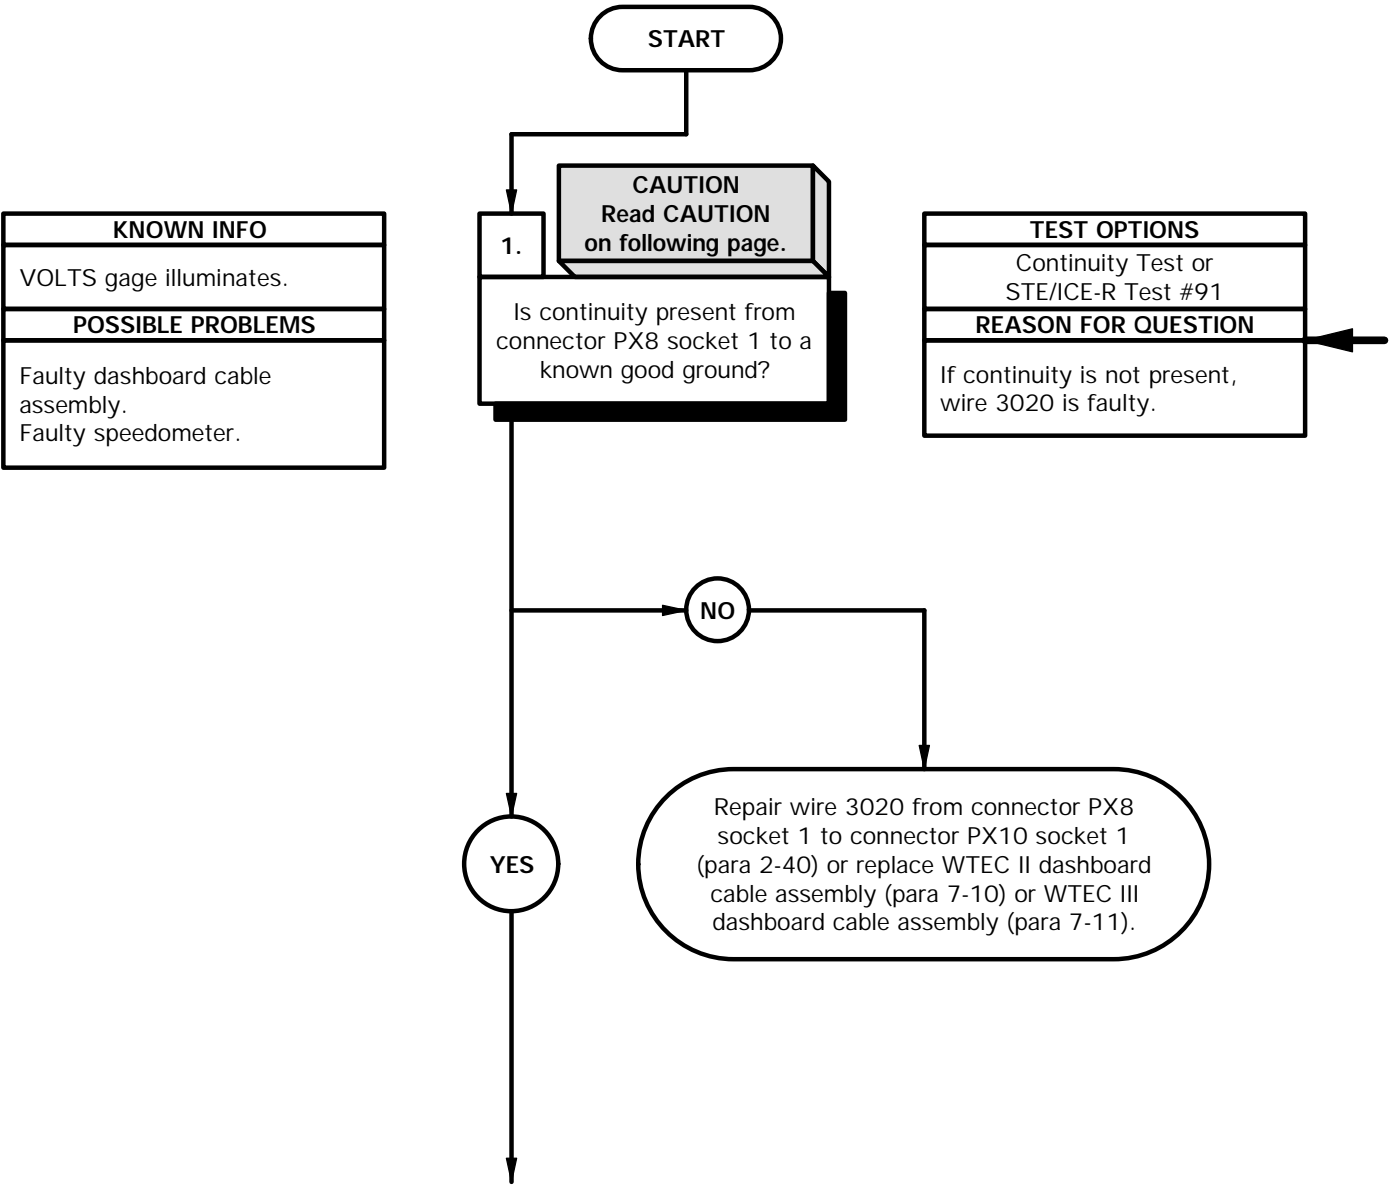 START
KNOWN INFO
VOLTS gage illuminates.
POSSIBLE PROBLEMS
Faulty dashboard cable
assembly.
Faulty speedometer.
1.
CAUTION
Read CAUTION
on following page.
Is continuity present from
connector PX8 socket 1 to a
known good ground?
TEST OPTIONS
Continuity Test or
STE/ICE-R Test #91
REASON FOR QUESTION
If continuity is not present,
wire 3020 is faulty.
NO
YES
Repair wire 3020 from connector PX8
socket 1 to connector PX10 socket 1
(para 2-40) or replace WTEC II dashboard
cable assembly (para 7-10) or WTEC III
dashboard cable assembly (para 7-11).